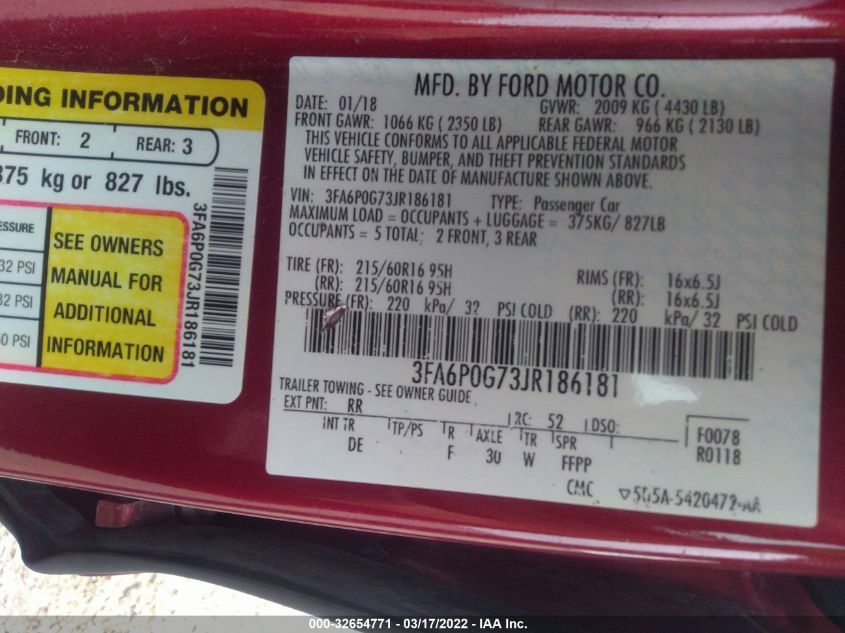 DING INFORMATION
FRONT: 2 REAR: 3
375 kg or 827 lbs.
ESSURE
32 PSI
32 PSI
60 PSI
SEE OWNERS
MANUAL FOR
ADDITIONAL
INFORMATION
3FA6P0G73JR186181
MFD. BY FORD MOTOR CO.
DATE: 01/18 GVWR: 2009 KG ( 4430 LB)
FRONT GAWR: 1066 KG ( 2350 LB) REAR GAWR: 966 KG ( 2130 LB)
THIS VEHICLE CONFORMS TO ALL APPLICABLE FEDERAL MOTOR
VEHICLE SAFETY, BUMPER, AND THEFT PREVENTION STANDARDS
IN EFFECT ON THE DATE OF MANUFACTURE SHOWN ABOVE.
VIN: 3FA6P0G73JR186181 TYPE: Passenger Car
MAXIMUM LOAD = OCCUPANTS + LUGGAGE = 375KG/ 827LB
OCCUPANTS = 5 TOTAL; 2 FRONT, 3 REAR
TIRE (FR): 215/60R16 95H RIMS (FR): 16x6.5J
(RR): 215/60R16 95H (RR): 16x6.5J
PRESSURE (FR): 220 kPa/ 32 PSI COLD (RR): 220 kPa/ 32 PSI COLD
3FA6P0G73JR186181
TRAILER TOWING - SEE OWNER GUIDE.
EXT PNT: RR RC: 52 DSO:
INT TR TP/PS R AXLE TR SPR F0078
DE F 30 W FFPP R0118
CMC
000-32654771 - 03/17/2022 - IAA Inc.